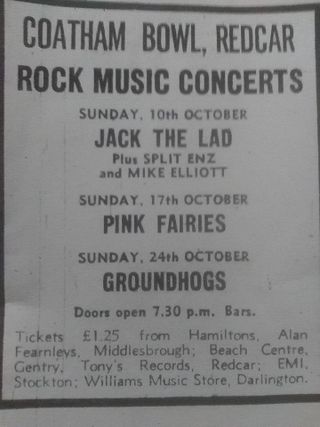 COATHAM BOWL, REDCAR
ROCK MUSIC CONCERTS
SUNDAY, 10th OCTOBER
JACK THE LAD
Plus SPLIT ENZ
and MIKE ELLIOTT
SUNDAY, 17th OCTOBER
PINK FAIRIES
SUNDAY, 24th OCTOBER
GROUNDHOGS
Doors open 7.30 p.m. Bars.
Tickets £1.25 from Hamiltons, Alan
Fearnleys, Middlesbrough; Beach Centre,
Gentry, Tony's Records, Redcar; EMI,
Stockton; Williams Music Store, Darlington.